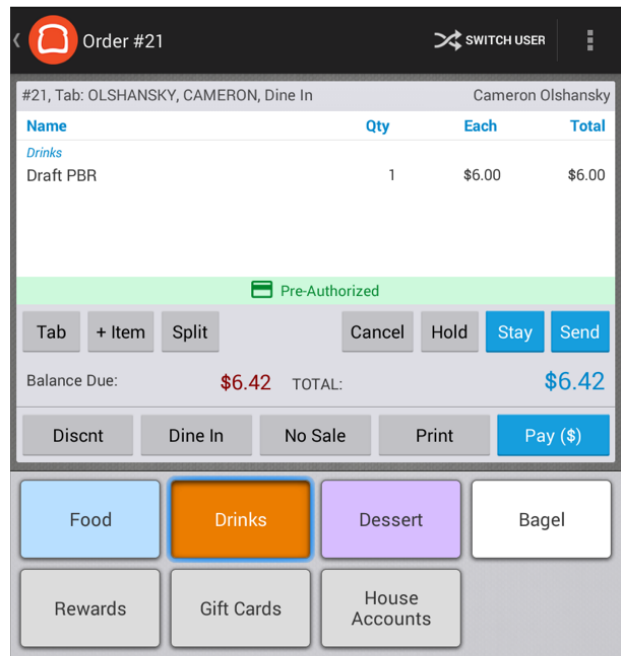 Order #21 SWITCH USER
#21, Tab: OLSHANSKY, CAMERON, Dine In Cameron Olshansky
Name Qty Each Total
Drinks
Draft PBR 1 $6.00 $6.00
Pre-Authorized
Tab + Item Split Cancel Hold Stay Send
Balance Due: $6.42 TOTAL: $6.42
Discnt Dine In No Sale Print Pay ($)
Food Drinks Dessert Bagel
Rewards Gift Cards House Accounts